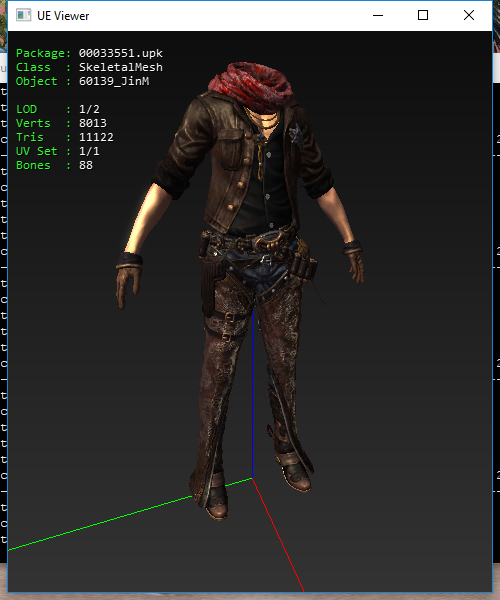 UE Viewer
Package: 00033551.upk
Class  : SkeletalMesh
Object : 60139_JinM
LOD    : 1/2
Verts  : 8013
Tris   : 11122
UV Set : 1/1
Bones  : 88